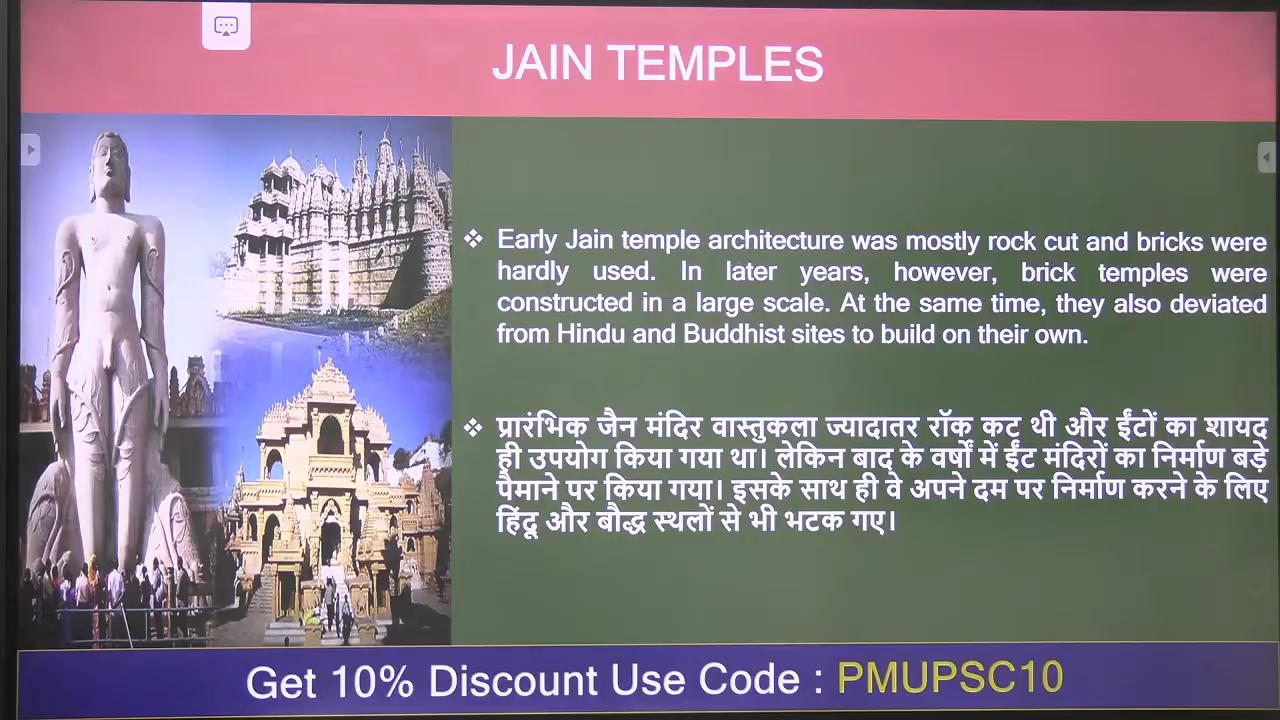 JAIN TEMPLES
❖ Early Jain temple architecture was mostly rock cut and bricks were
hardly used. In later years, however, brick temples were
constructed in a large scale. At the same time, they also deviated
from Hindu and Buddhist sites to build on their own.
❖ प्रारंभिक जैन मंदिर वास्तुकला ज्यादातर रॉक कट थी और ईंटों का शायद
ही उपयोग किया गया था। लेकिन बाद के वर्षों में ईंट मंदिरों का निर्माण बड़े
पैमाने पर किया गया। इसके साथ ही वे अपने दम पर निर्माण करने के लिए
हिंदू और बौद्ध स्थलों से भी भटक गए।
Get 10% Discount Use Code : PMUPSC10